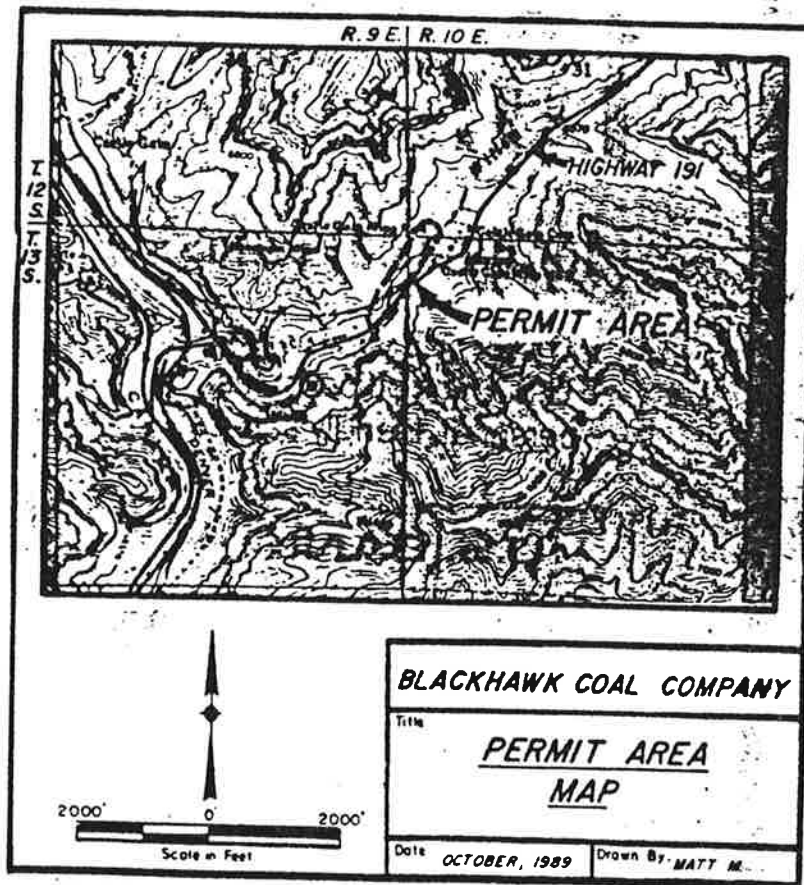 R. 9 E. R. 10 E.
31
HIGHWAY 191
T.
12
S.
T.
13
S.
PERMIT AREA
BLACKHAWK COAL COMPANY
Title
PERMIT AREA
MAP
2000' 0' 2000'
Scale in Feet
Date OCTOBER, 1989 Drawn By. MATT M.